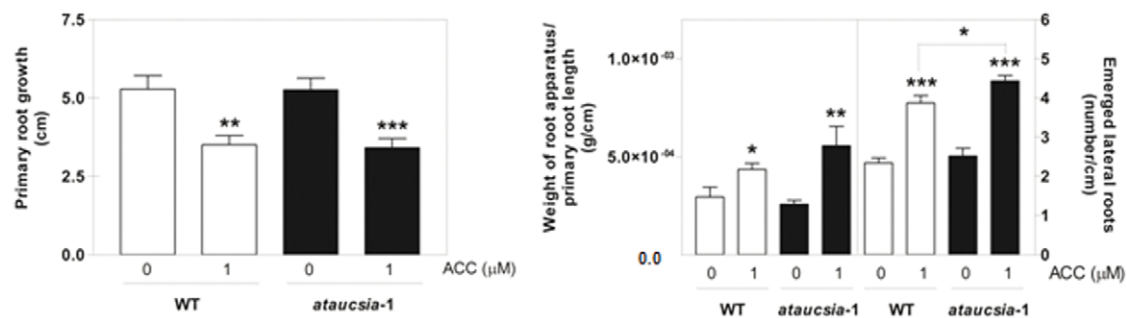 Primary root growth
(cm)
7.5
5.0
2.5
0.0
**
***
0 1 0 1 ACC (µM)
WT ataucsia-1
Weight of root apparatus/
primary root length
(g/cm)
1.0×10-03
5.0×10-04
0.0
*
**
***
*
***
6
5
4
3
2
1
0
Emerged lateral roots
(number/cm)
0 1 0 1 0 1 0 1 ACC (µM)
WT ataucsia-1 WT ataucsia-1